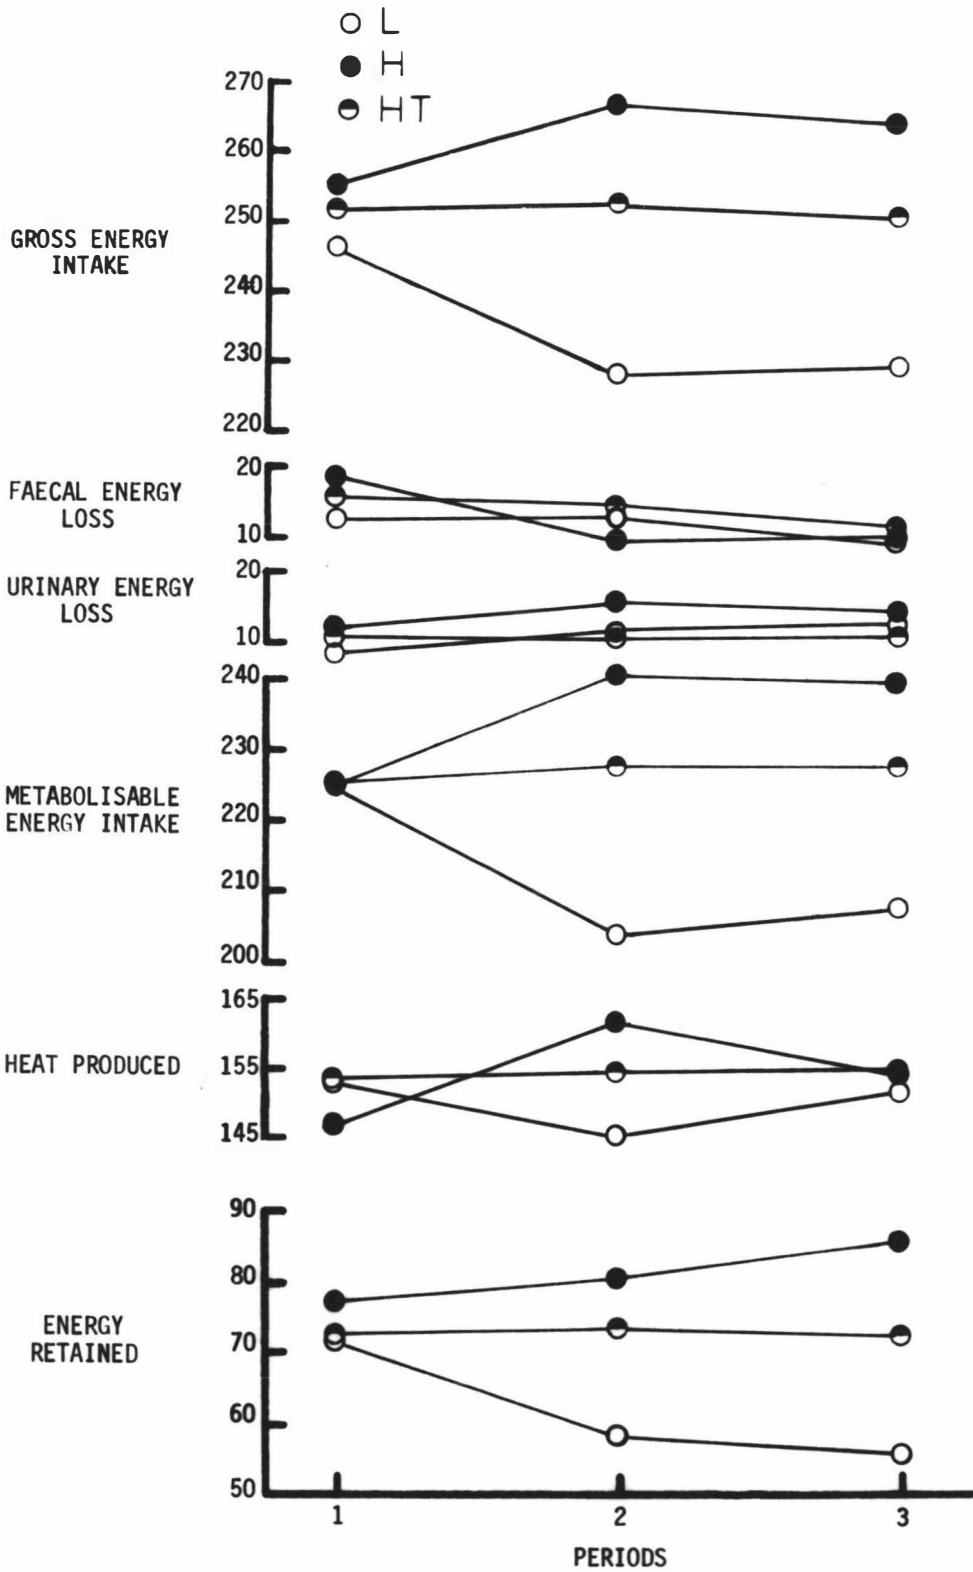 L
H
HT
270
260
250
240
230
220
GROSS ENERGY
INTAKE
20
10
FAECAL ENERGY
LOSS
20
10
URINARY ENERGY
LOSS
240
230
220
210
200
METABOLISABLE
ENERGY INTAKE
165
155
145
HEAT PRODUCED
90
80
70
60
50
ENERGY
RETAINED
1 2 3
PERIODS